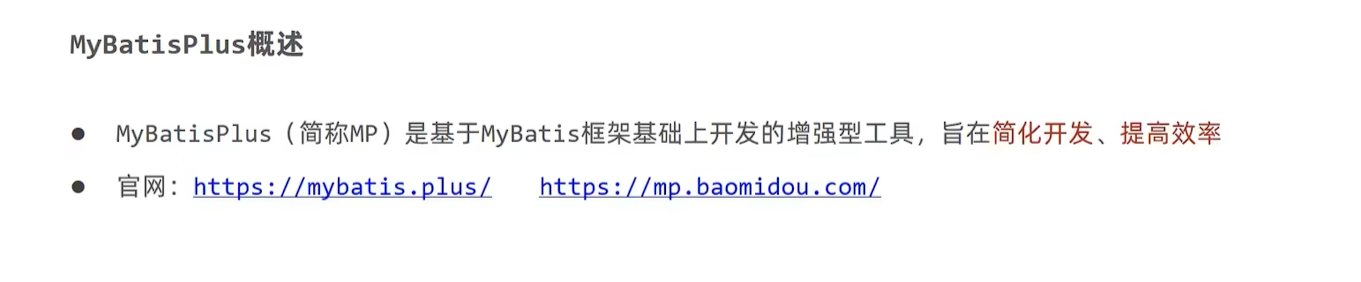 MyBatisPlus概述
● MyBatisPlus（简称MP）是基于MyBatis框架基础上开发的增强型工具，旨在简化开发、提高效率
● 官网：https://mybatis.plus/ https://mp.baomidou.com/